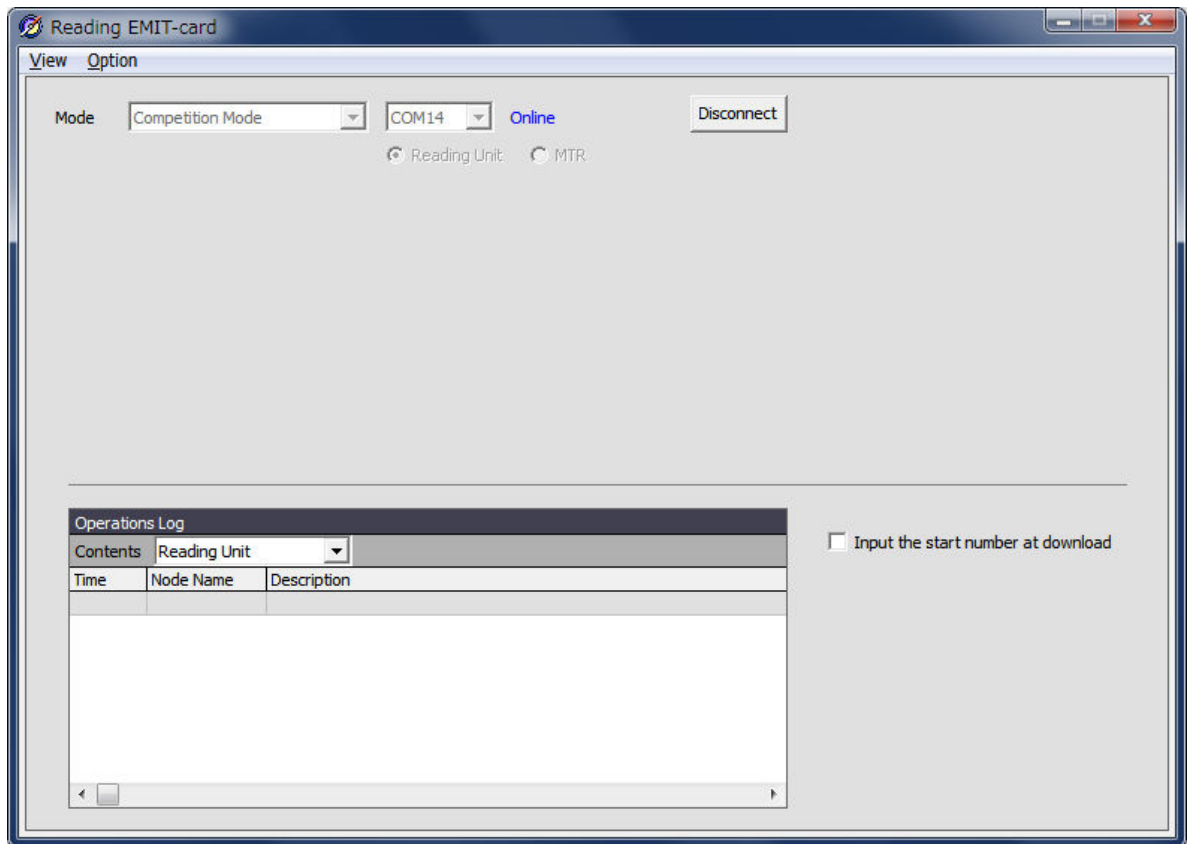 Reading EMIT-card
View Option
Mode Competition Mode COM14 Online Disconnect
Reading Unit MTR
Operations Log
Contents Reading Unit
Input the start number at download
Time Node Name Description